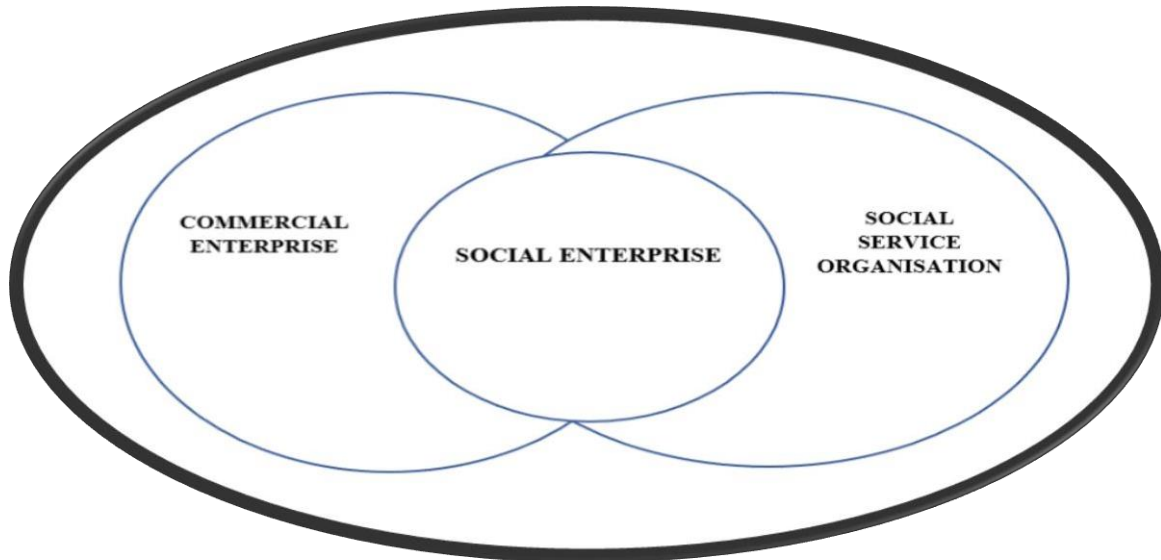 COMMERCIAL
ENTERPRISE
SOCIAL ENTERPRISE
SOCIAL
SERVICE
ORGANISATION